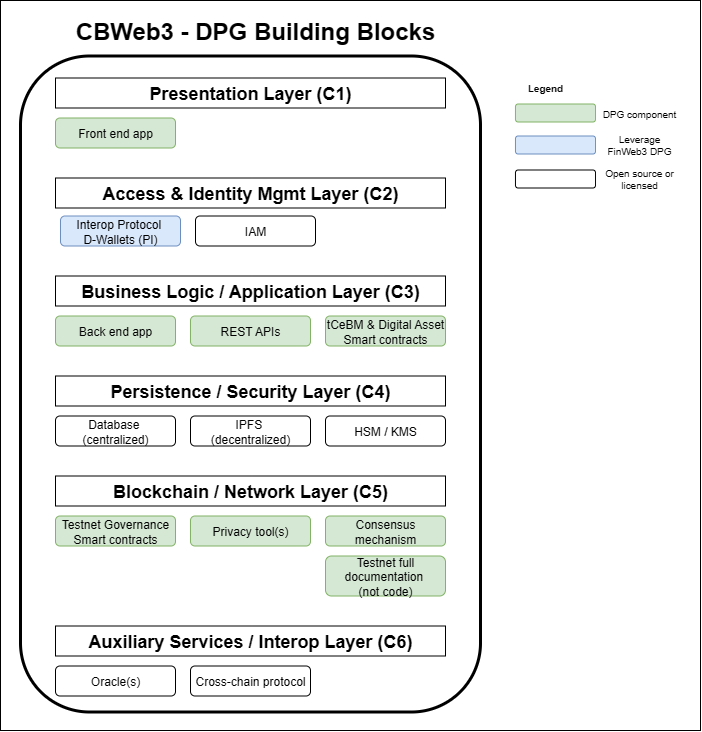 CBWeb3 - DPG Building Blocks
Presentation Layer (C1)
Front end app
Access & Identity Mgmt Layer (C2)
Interop Protocol
D-Wallets (PI)
IAM
Business Logic / Application Layer (C3)
Back end app
REST APIs
tCeBM & Digital Asset
Smart contracts
Persistence / Security Layer (C4)
Database
(centralized)
IPFS
(decentralized)
HSM / KMS
Blockchain / Network Layer (C5)
Testnet Governance
Smart contracts
Privacy tool(s)
Consensus
mechanism
Testnet full
documentation
(not code)
Auxiliary Services / Interop Layer (C6)
Oracle(s)
Cross-chain protocol
Legend
DPG component
Leverage
FinWeb3 DPG
Open source or
licensed